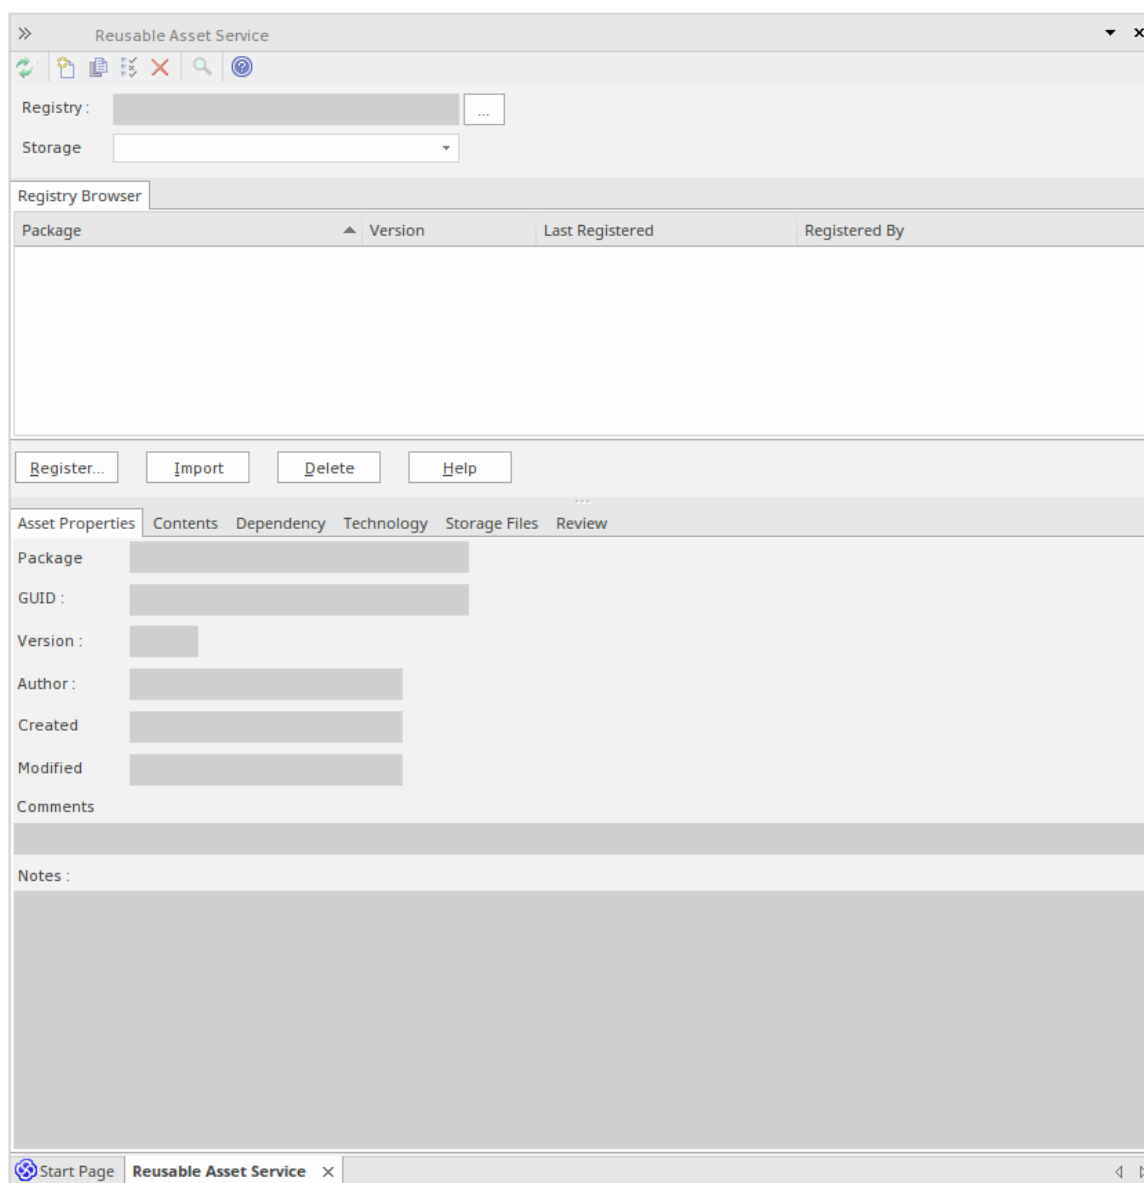 Reusable Asset Service
Registry :
...
Storage
Registry Browser
Package Version Last Registered Registered By
Register... Import Delete Help
Asset Properties Contents Dependency Technology Storage Files Review
Package
GUID :
Version :
Author :
Created
Modified
Comments
Notes :
Start Page Reusable Asset Service